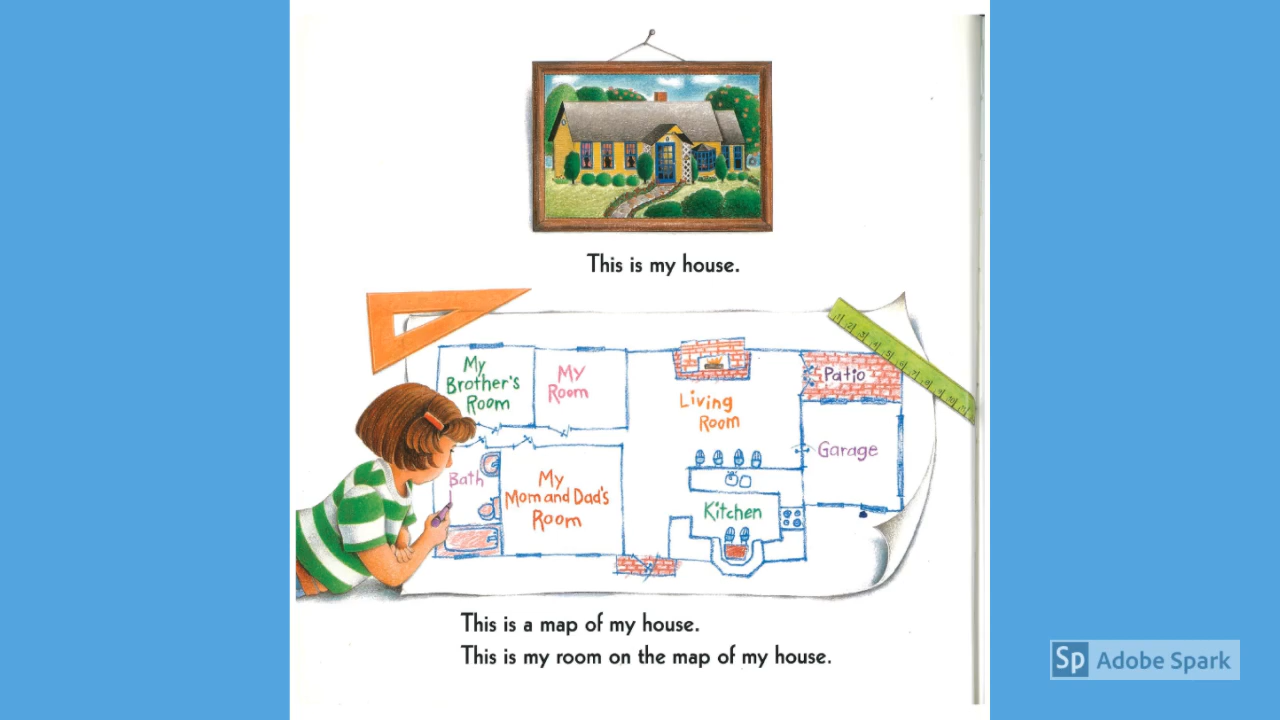 This is my house.
My
Brother's
Room
My
Room
Living
Room
Patio
Garage
Bath
My
Mom and Dad's
Room
Kitchen
This is a map of my house.
This is my room on the map of my house.
Sp Adobe Spark